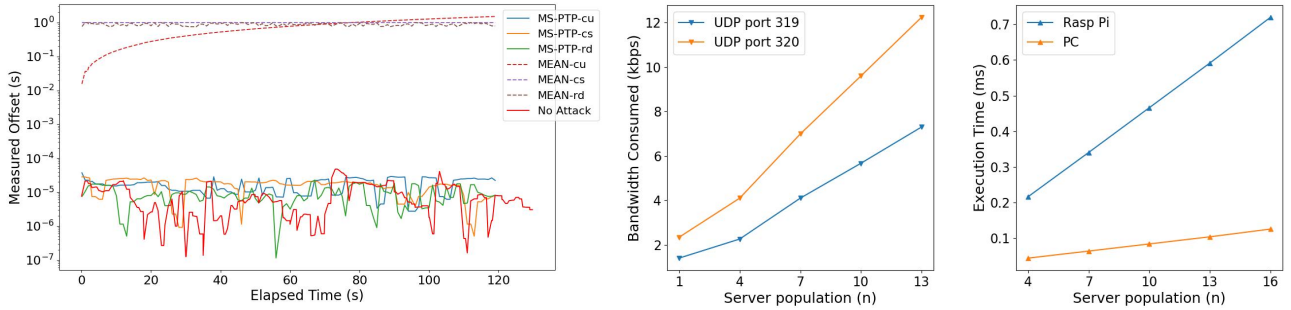 Measured Offset (s)
10⁰
10⁻¹
10⁻²
10⁻³
10⁻⁴
10⁻⁵
10⁻⁶
10⁻⁷
0 20 40 60 80 100 120
Elapsed Time (s)
MS-PTP-cu
MS-PTP-cs
MS-PTP-rd
MEAN-cu
MEAN-cs
MEAN-rd
No Attack
Bandwidth Consumed (kbps)
12
10
8
6
4
2
1 4 7 10 13
Server population (n)
UDP port 319
UDP port 320
Execution Time (ms)
0.7
0.6
0.5
0.4
0.3
0.2
0.1
4 7 10 13 16
Server population (n)
Rasp Pi
PC